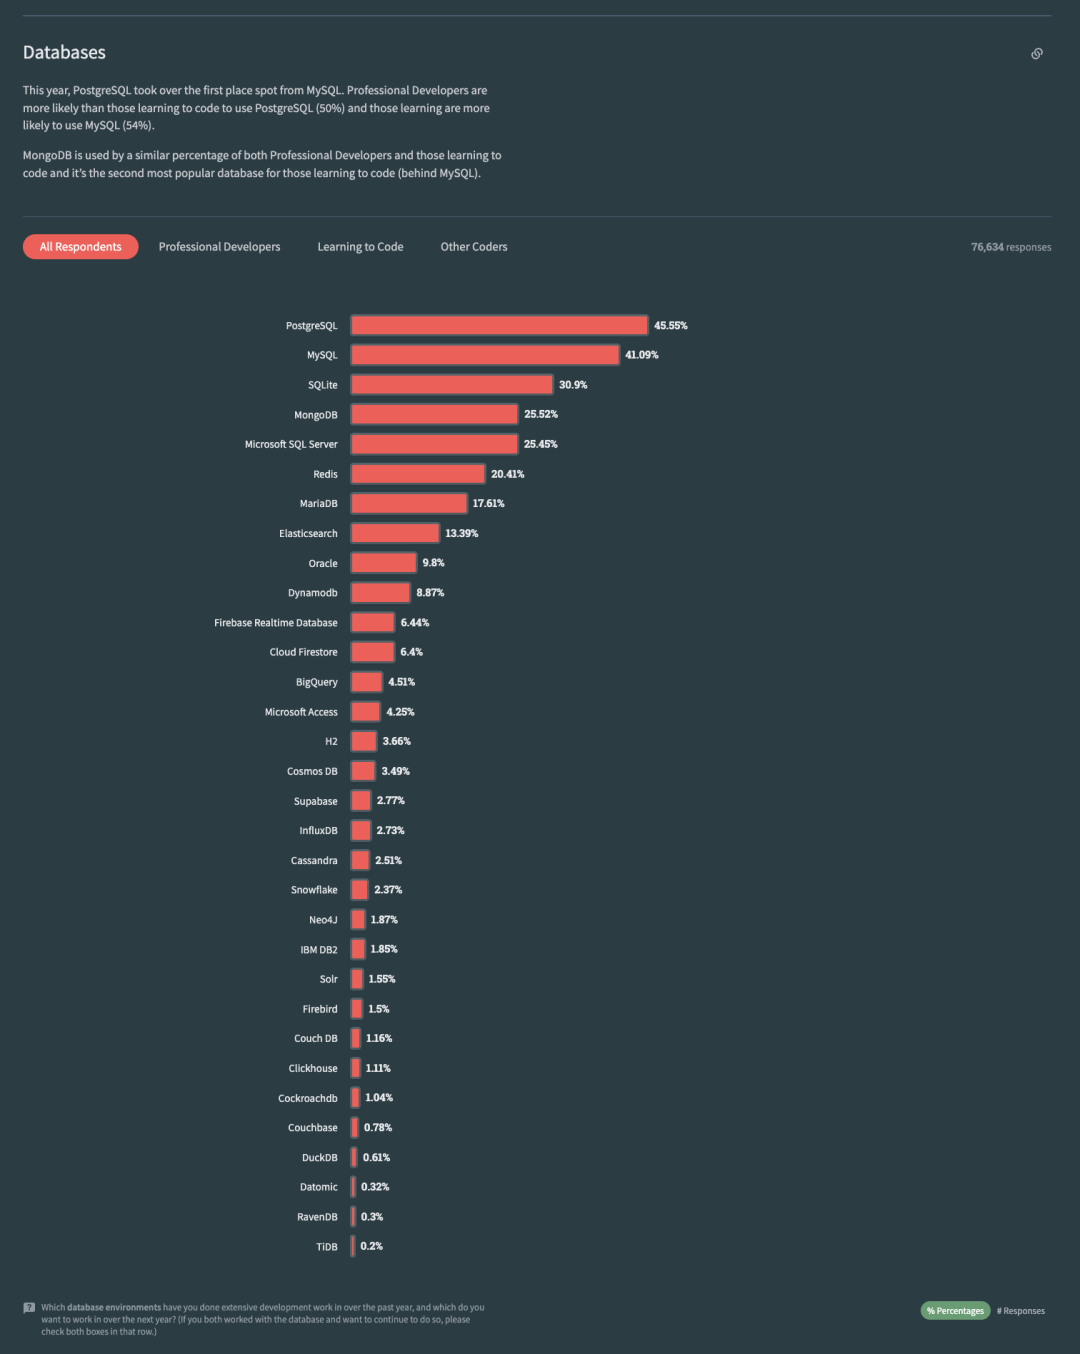 Databases
This year, PostgreSQL took over the first place spot from MySQL. Professional Developers are
more likely than those learning to code to use PostgreSQL (50%) and those learning are more
likely to use MySQL (54%).
MongoDB is used by a similar percentage of both Professional Developers and those learning to
code and it's the second most popular database for those learning to code (behind MySQL).
All Respondents Professional Developers Learning to Code Other Coders 76,634 responses
PostgreSQL 45.55%
MySQL 41.09%
SQLite 30.9%
MongoDB 25.52%
Microsoft SQL Server 25.45%
Redis 20.41%
MariaDB 17.61%
Elasticsearch 13.39%
Oracle 9.8%
Dynamodb 8.87%
Firebase Realtime Database 6.44%
Cloud Firestore 6.4%
BigQuery 4.51%
Microsoft Access 4.25%
H2 3.66%
Cosmos DB 3.49%
Supabase 2.77%
InfluxDB 2.73%
Cassandra 2.51%
Snowflake 2.37%
Neo4J 1.87%
IBM DB2 1.85%
Solr 1.55%
Firebird 1.5%
Couch DB 1.16%
Clickhouse 1.11%
Cockroachdb 1.04%
Couchbase 0.78%
DuckDB 0.61%
Datomic 0.32%
RavenDB 0.3%
TiDB 0.2%
? Which database environments have you done extensive development work in over the past year, and which do you
want to work in over the next year? (If you both worked with the database and want to continue to do so, please
check both boxes in that row.)
% Percentages # Responses